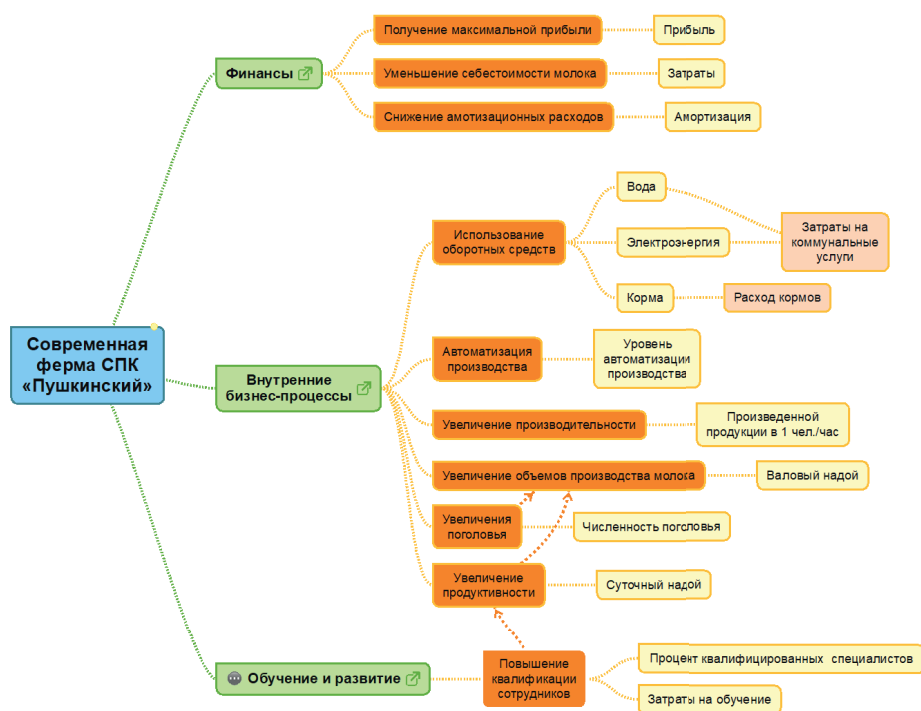 Получение максимальной прибыли
Прибыль
Финансы
Уменьшение себестоимости молока
Затраты
Снижение амотизационных расходов
Амортизация
Вода
Использование
оборотных средств
Электроэнергия
Затраты на
коммунальные
услуги
Корма
Расход кормов
Современная
ферма СПК
«Пушкинский»
Внутренние
бизнес-процессы
Автоматизация
производства
Уровень
автоматизации
производства
Увеличение производительности
Произведенной
продукции в 1 чел./час
Увеличение объемов производства молока
Валовый надой
Увеличения
поголовья
Численность погсловья
Увеличение
продуктивности
Суточный надой
Обучение и развитие
Повышение
квалификации
сотрудников
Процект квалифицированных специалистов
Затраты на обучение